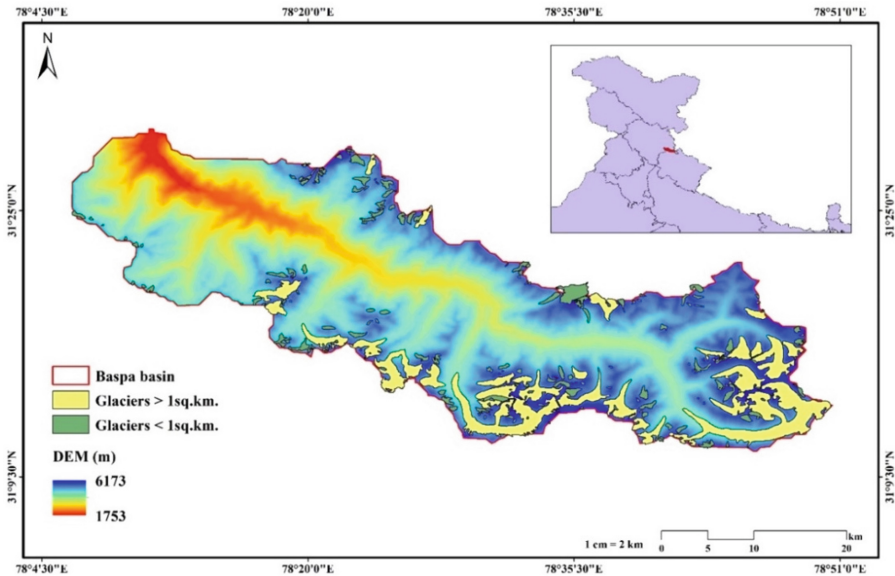 78°4'30"E 78°20'0"E 78°35'30"E 78°51'0"E
N
31°25'0"N 31°25'0"N
Baspa basin
Glaciers > 1sq.km.
Glaciers < 1sq.km.
DEM (m)
6173
1753
31°9'30"N 31°9'30"N
km
1 cm = 2 km 0 5 10 20
78°4'30"E 78°20'0"E 78°35'30"E 78°51'0"E